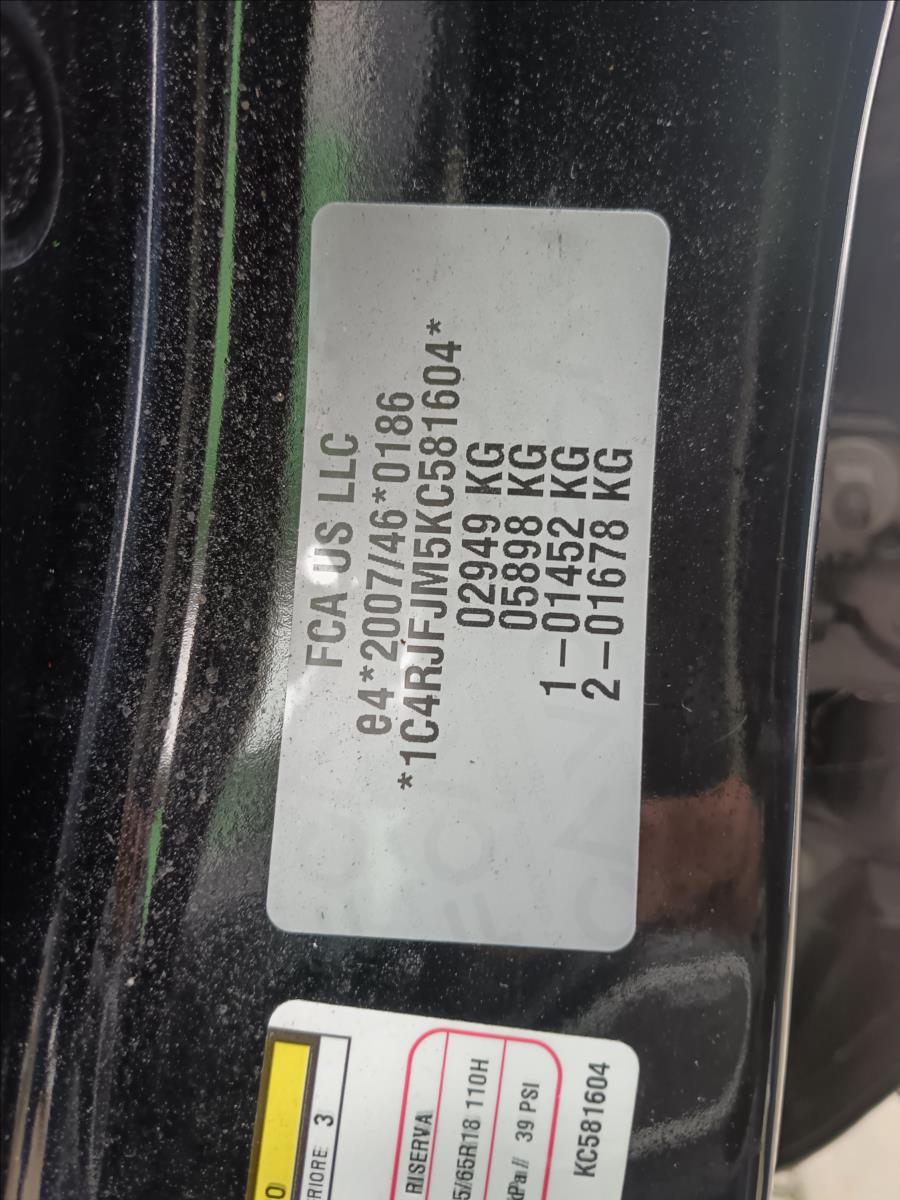 FCA US LLC
e4*2007/46*0186
*1C4RJFJM5KC581604*
02949 KG
05898 KG
1-01452 KG
2-01678 KG
RIORE 3
RISERVA
5/65R18 110H
kPa // 39 PSI
KC581604